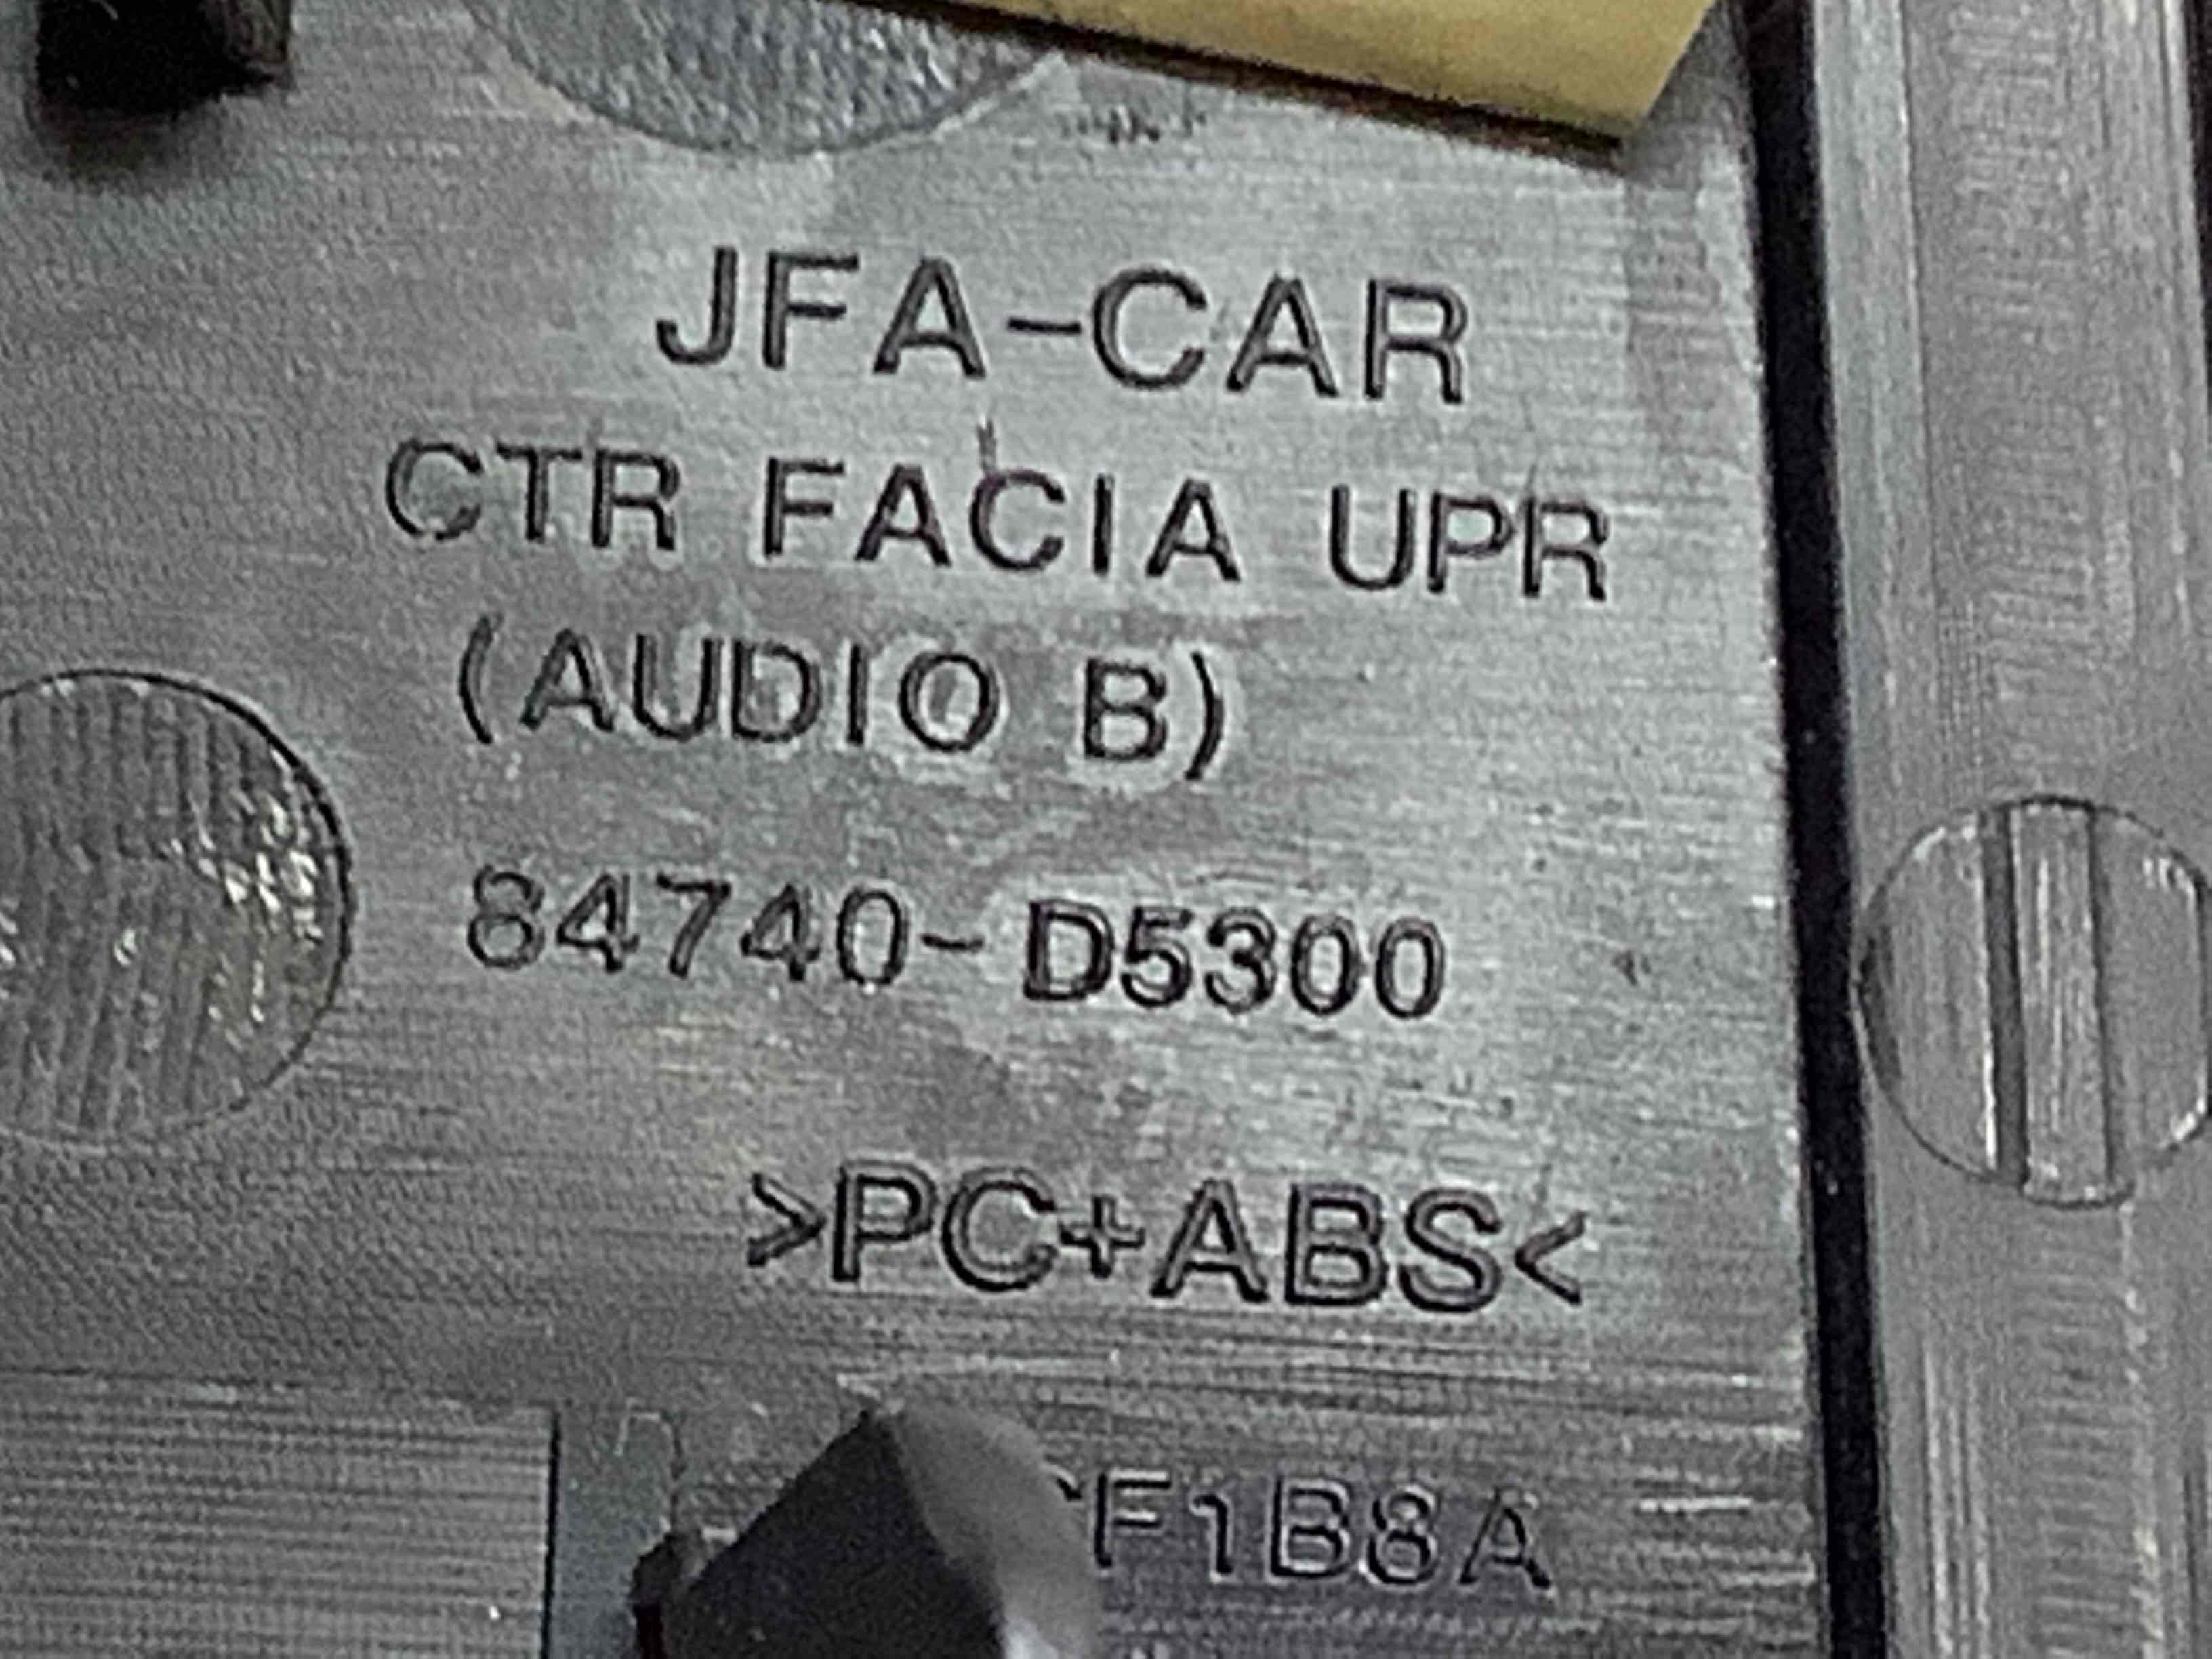 JFA-CAR
CTR FACIA UPR
(AUDIO B)
84740-D5300
>PC+ABS<